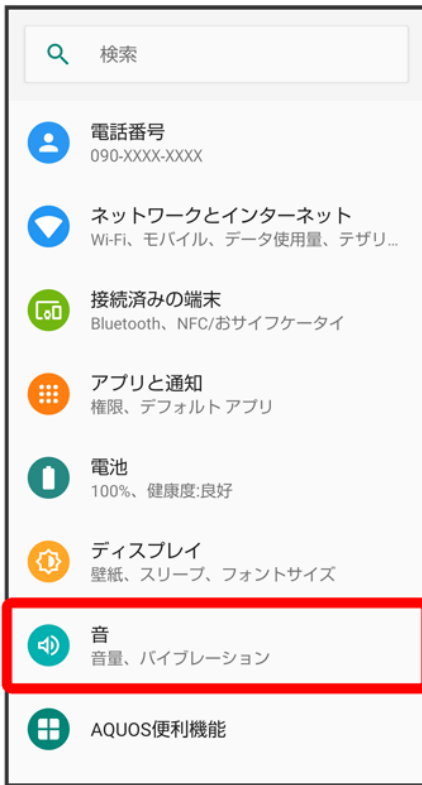 検索
電話番号
090-XXXX-XXXX
ネットワークとインターネット
Wi-Fi、モバイル、データ使用量、テザリ...
接続済みの端末
Bluetooth、NFC/おサイフケータイ
アプリと通知
権限、デフォルト アプリ
電池
100%、健康度:良好
ディスプレイ
壁紙、スリープ、フォントサイズ
音
音量、バイブレーション
AQUOS便利機能